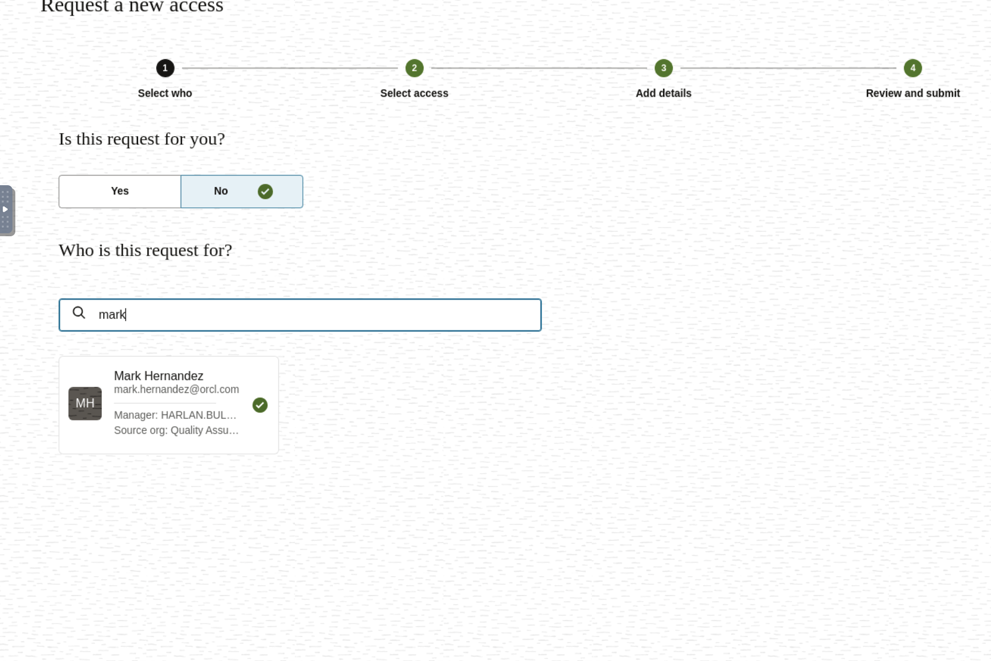 Request a new access
1
2
3
4
Select who
Select access
Add details
Review and submit
Is this request for you?
Yes
No
Who is this request for?
mark
MH
Mark Hernandez
mark.hernandez@orcl.com
Manager: HARLAN.BUL…
Source org: Quality Assu…